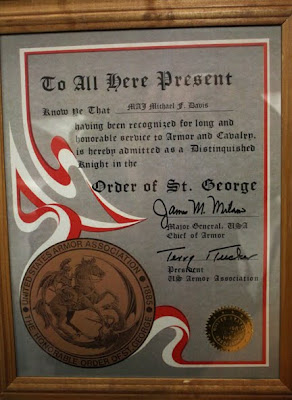 To All Here Present
Know Ye That MAJ Michael F. Davis
having been recognized for long and
honorable service to Armor and Cavalry,
is hereby admitted as a Distinguished
Knight in the
Order of St. George
Major General, USA
Chief of Armor
President
US Armor Association
UNITED STATES ARMOR ASSOCIATION • 1885 •
THE HONORABLE ORDER OF ST. GEORGE